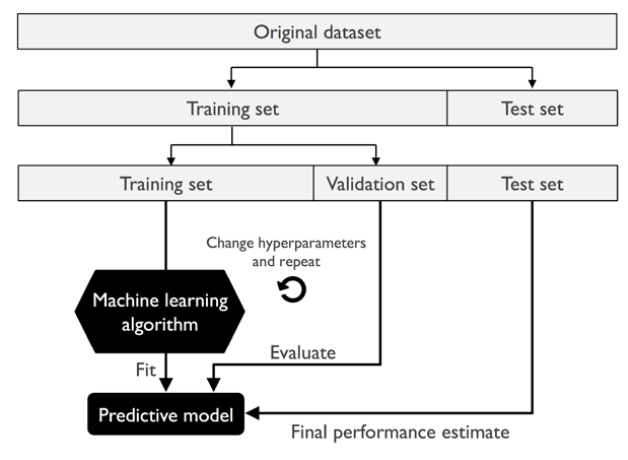 Original dataset
Training set
Test set
Training set
Validation set
Test set
Change hyperparameters
and repeat
Machine learning
algorithm
Evaluate
Fit
Predictive model
Final performance estimate